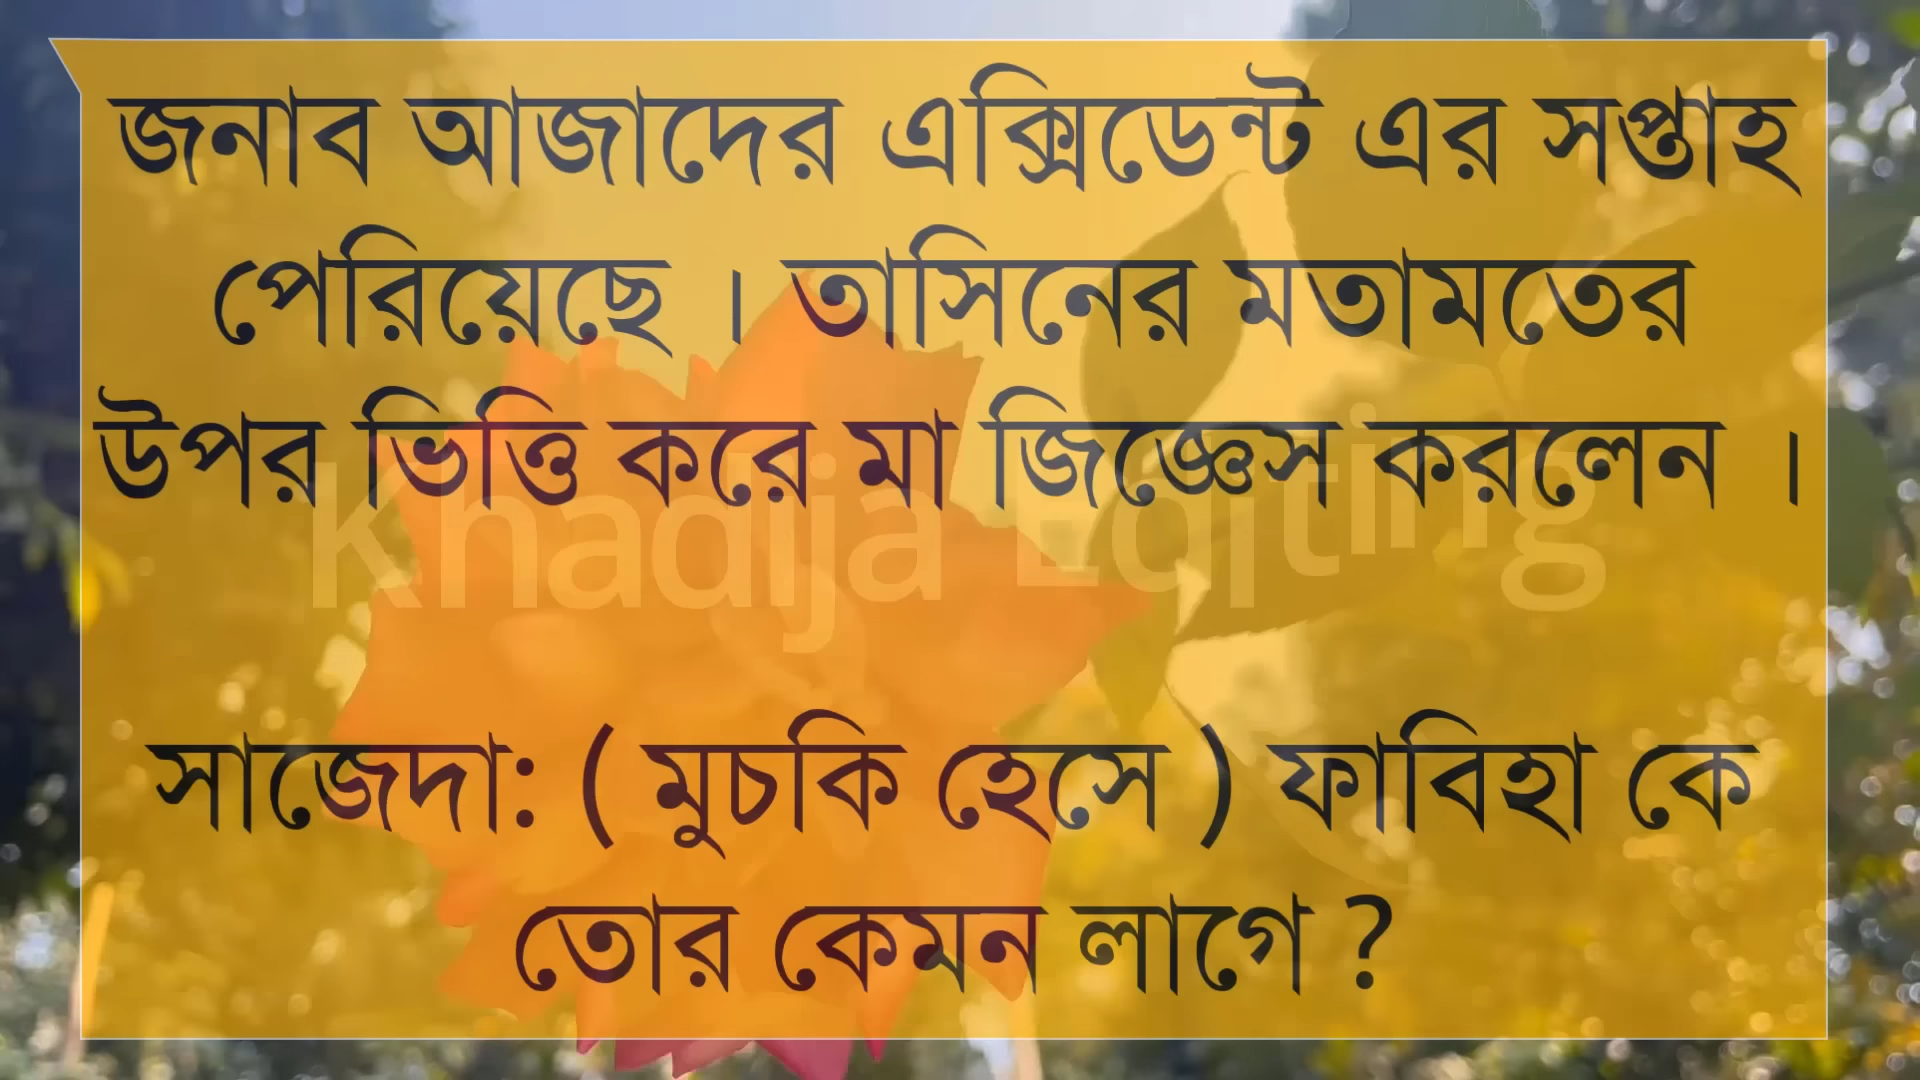 জনাব আজাদের এক্সিডেন্ট এর সপ্তাহ
পেরিয়েছে । তাসিনের মতামতের
উপর ভিত্তি করে মা জিজ্ঞেস করলেন ।
Khadija Editing
সাজেদা: ( মুচকি হেসে ) ফাবিহা কে
তোর কেমন লাগে ?